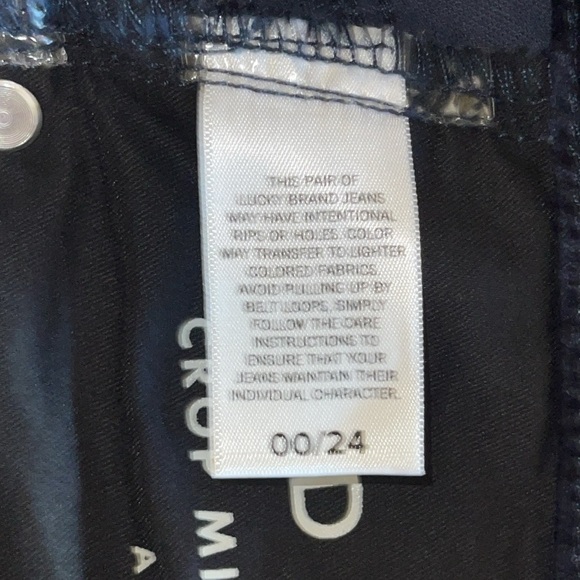 THIS PAIR OF
LUCKY BRAND JEANS
MAY HAVE INTENTIONAL
RIPS OR HOLES. COLOR
MAY TRANSFER TO LIGHTER
COLORED FABRICS.
AVOID PULLING UP BY
BELT LOOPS, SIMPLY
FOLLOW THE CARE
INSTRUCTIONS TO
ENSURE THAT YOUR
JEANS MAINTAIN THEIR
INDIVIDUAL CHARACTER.
00/24
CROP
MI
D
A